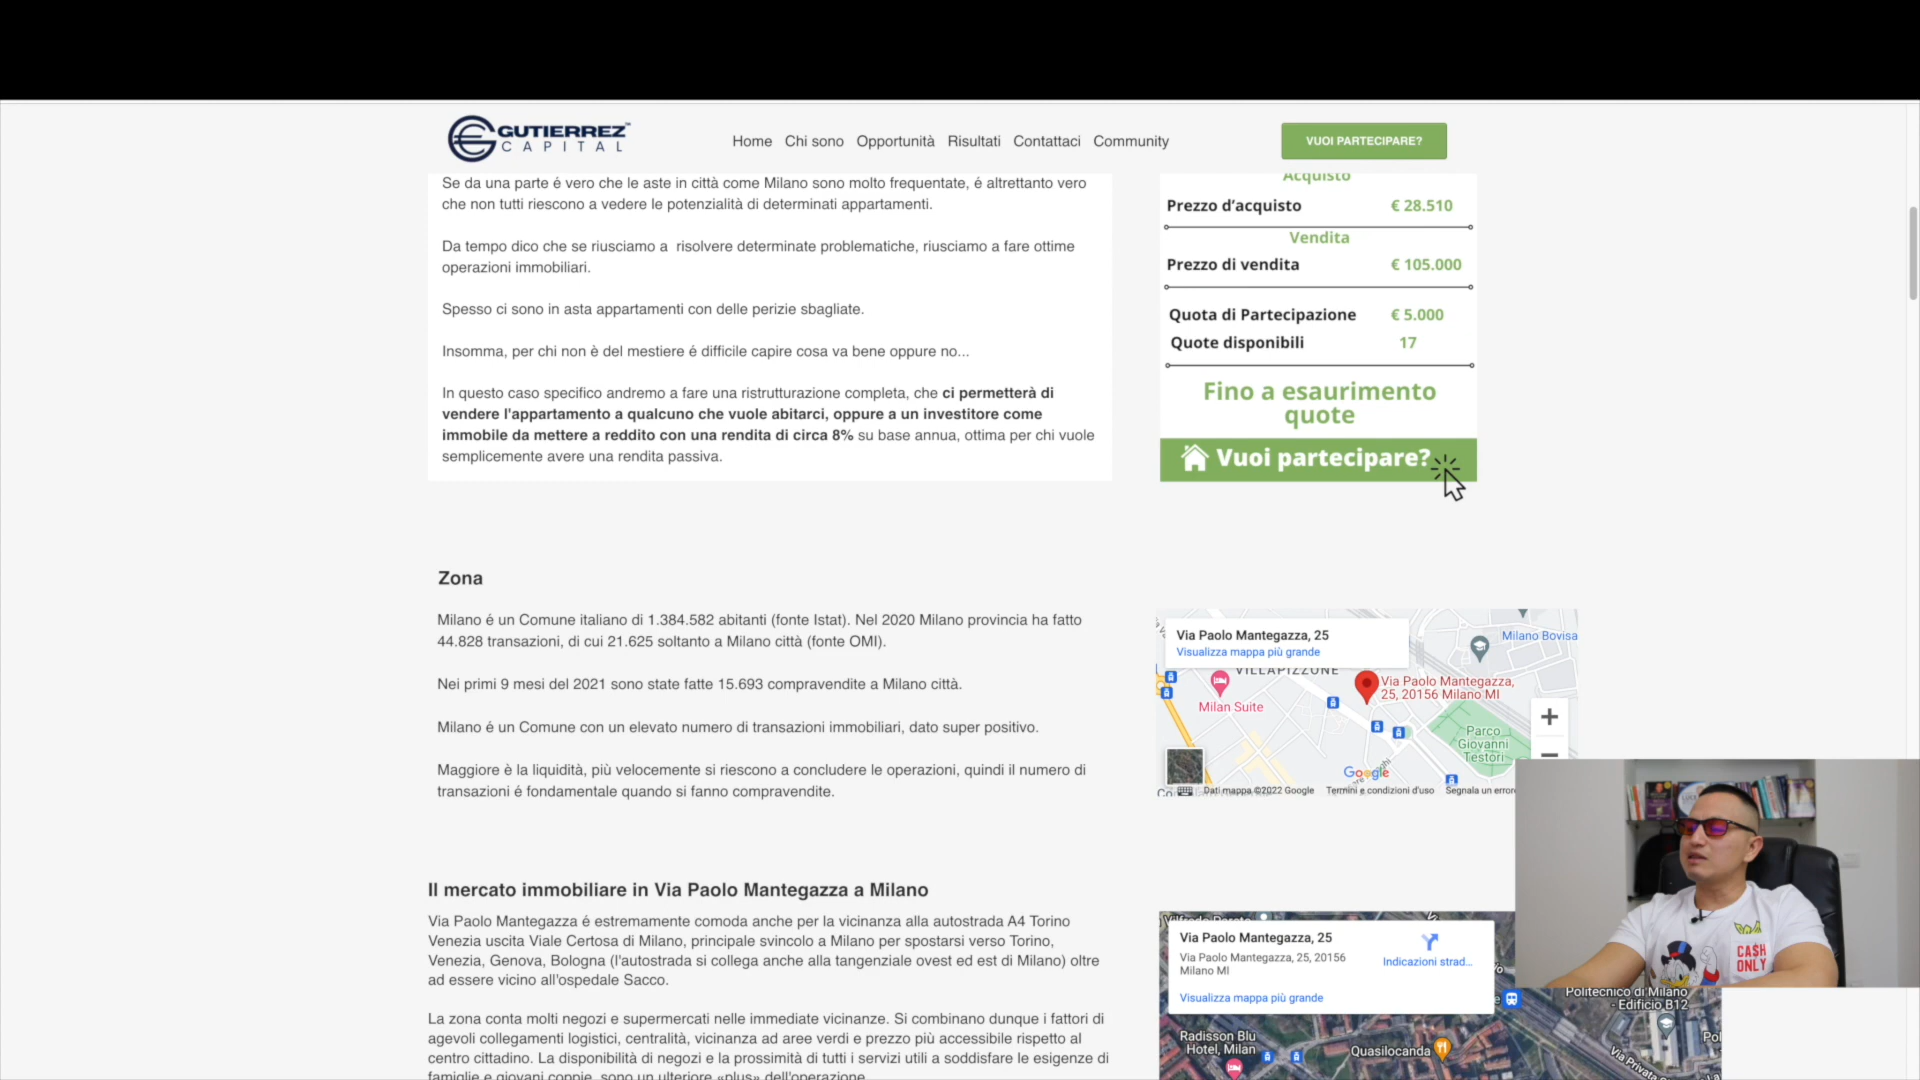 GUTIERREZ
CAPITAL
Home Chi sono Opportunità Risultati Contattaci Community
VUOI PARTECIPARE?
Se da una parte é vero che le aste in città come Milano sono molto frequentate, é altrettanto vero
che non tutti riescono a vedere le potenzialità di determinati appartamenti.
Da tempo dico che se riusciamo a risolvere determinate problematiche, riusciamo a fare ottime
operazioni immobiliari.
Spesso ci sono in asta appartamenti con delle perizie sbagliate.
Insomma, per chi non è del mestiere é difficile capire cosa va bene oppure no...
In questo caso specifico andremo a fare una ristrutturazione completa, che ci permetterà di
vendere l'appartamento a qualcuno che vuole abitarci, oppure a un investitore come
immobile da mettere a reddito con una rendita di circa 8% su base annua, ottima per chi vuole
semplicemente avere una rendita passiva.
Acquisto
Prezzo d'acquisto € 28.510
Vendita
Prezzo di vendita € 105.000
Quota di Partecipazione € 5.000
Quote disponibili 17
Fino a esaurimento
quote
Vuoi partecipare?
Zona
Milano é un Comune italiano di 1.384.582 abitanti (fonte Istat). Nel 2020 Milano provincia ha fatto
44.828 transazioni, di cui 21.625 soltanto a Milano città (fonte OMI).
Nei primi 9 mesi del 2021 sono state fatte 15.693 compravendite a Milano città.
Milano é un Comune con un elevato numero di transazioni immobiliari, dato super positivo.
Maggiore è la liquidità, più velocemente si riescono a concludere le operazioni, quindi il numero di
transazioni é fondamentale quando si fanno compravendite.
Via Paolo Mantegazza, 25
Visualizza mappa più grande
Milano Bovisa
VILLAPIZZONE
Via Paolo Mantegazza,
25, 20156 Milano MI
Milan Suite
Parco
Giovanni
Testori
Google
Dati mappa ©2022 Google Termini e condizioni d'uso Segnala un errore
Il mercato immobiliare in Via Paolo Mantegazza a Milano
Via Paolo Mantegazza é estremamente comoda anche per la vicinanza alla autostrada A4 Torino
Venezia uscita Viale Certosa di Milano, principale svincolo a Milano per spostarsi verso Torino,
Venezia, Genova, Bologna (l'autostrada si collega anche alla tangenziale ovest ed est di Milano) oltre
ad essere vicino all'ospedale Sacco.
La zona conta molti negozi e supermercati nelle immediate vicinanze. Si combinano dunque i fattori di
agevoli collegamenti logistici, centralità, vicinanza ad aree verdi e prezzo più accessibile rispetto al
centro cittadino. La disponibilità di negozi e la prossimità di tutti i servizi utili a soddisfare le esigenze di
famiglie e giovani coppie, sono un ulteriore «plus» dell'operazione.
Via Paolo Mantegazza, 25
Via Paolo Mantegazza, 25, 20156
Milano MI
Indicazioni strad...
Visualizza mappa più grande
Politecnico di Milano
- Edificio B12
Radisson Blu
Hotel, Milan
Quasilocanda
Pol
Via Privata
CA$H
ONLY